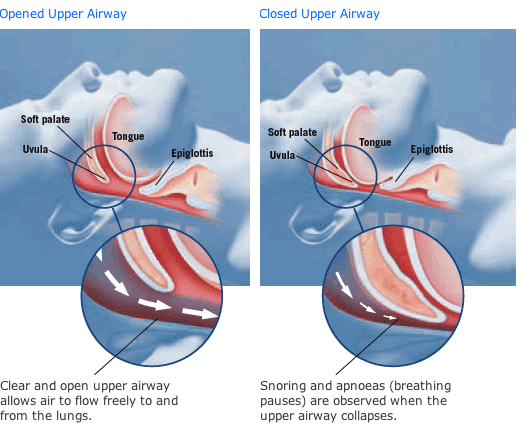 Opened Upper Airway
Soft palate
Tongue
Uvula
Epiglottis
Clear and open upper airway
allows air to flow freely to and
from the lungs.
Closed Upper Airway
Soft palate
Tongue
Uvula
Epiglottis
Snoring and apnoeas (breathing
pauses) are observed when the
upper airway collapses.